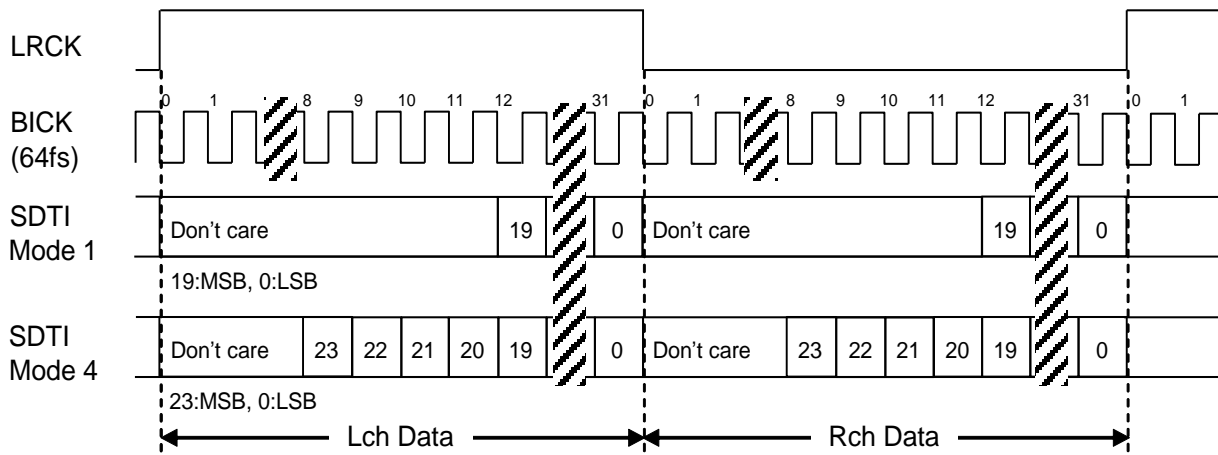 LRCK
0 1 8 9 10 11 12 31 0 1 8 9 10 11 12 31 0 1
BICK
(64fs)
SDTI
Mode 1
Don't care 19 0 Don't care 19 0
19:MSB, 0:LSB
SDTI
Mode 4
Don't care 23 22 21 20 19 0 Don't care 23 22 21 20 19 0
23:MSB, 0:LSB
Lch Data Rch Data